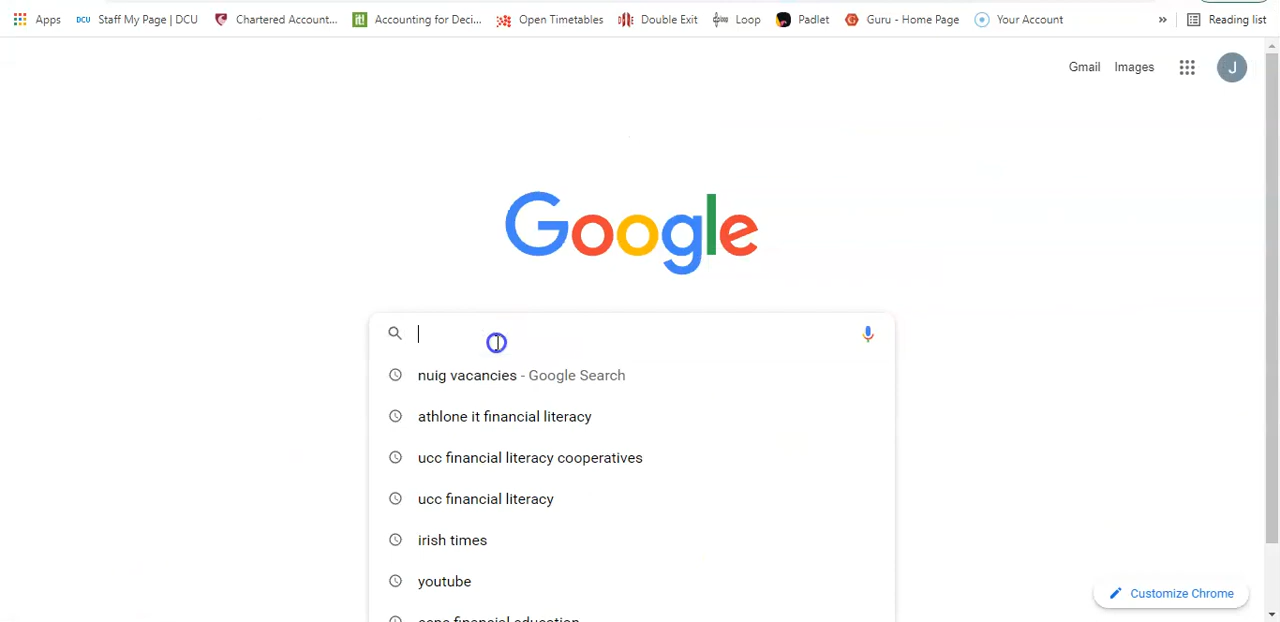 Apps DCU Staff My Page | DCU Chartered Account... it! Accounting for Deci... Open Timetables Double Exit Loop Padlet G Guru - Home Page Your Account » Reading list
Gmail Images J
Google
nuig vacancies - Google Search
athlone it financial literacy
ucc financial literacy cooperatives
ucc financial literacy
irish times
youtube
Customize Chrome